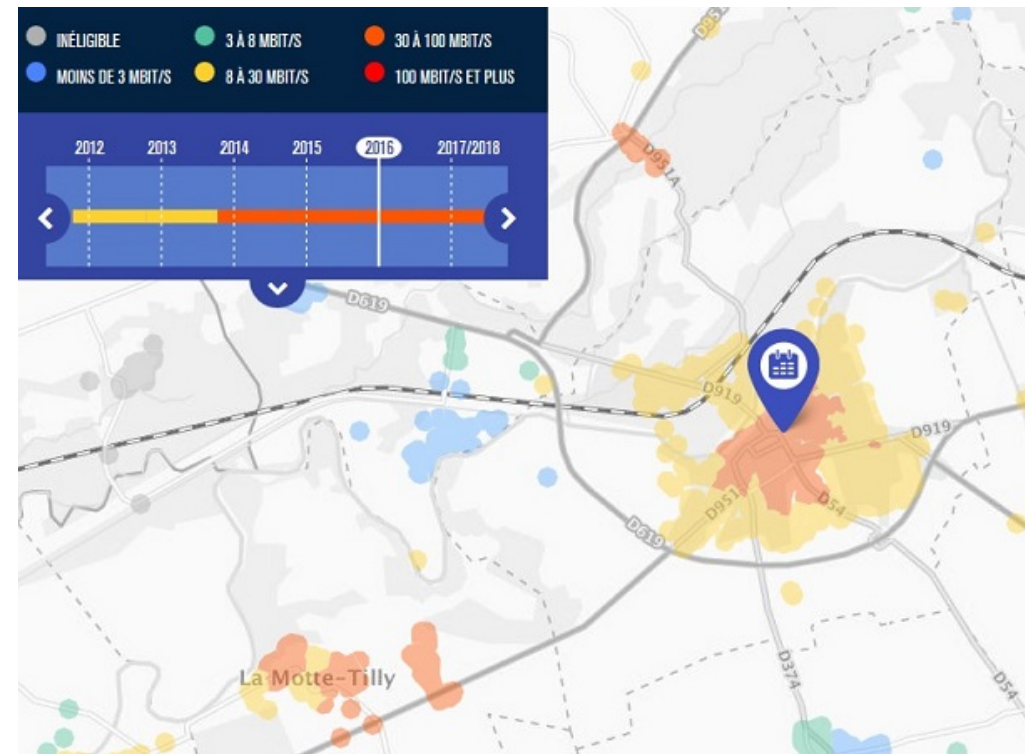 INÉLIGIBLE
3 À 8 MBIT/S
30 À 100 MBIT/S
MOINS DE 3 MBIT/S
8 À 30 MBIT/S
100 MBIT/S ET PLUS
2012
2013
2014
2015
2016
2017/2018
D951
D951A
D619
D919
D919
D951
D54
D619
La Motte-Tilly
D374
D54